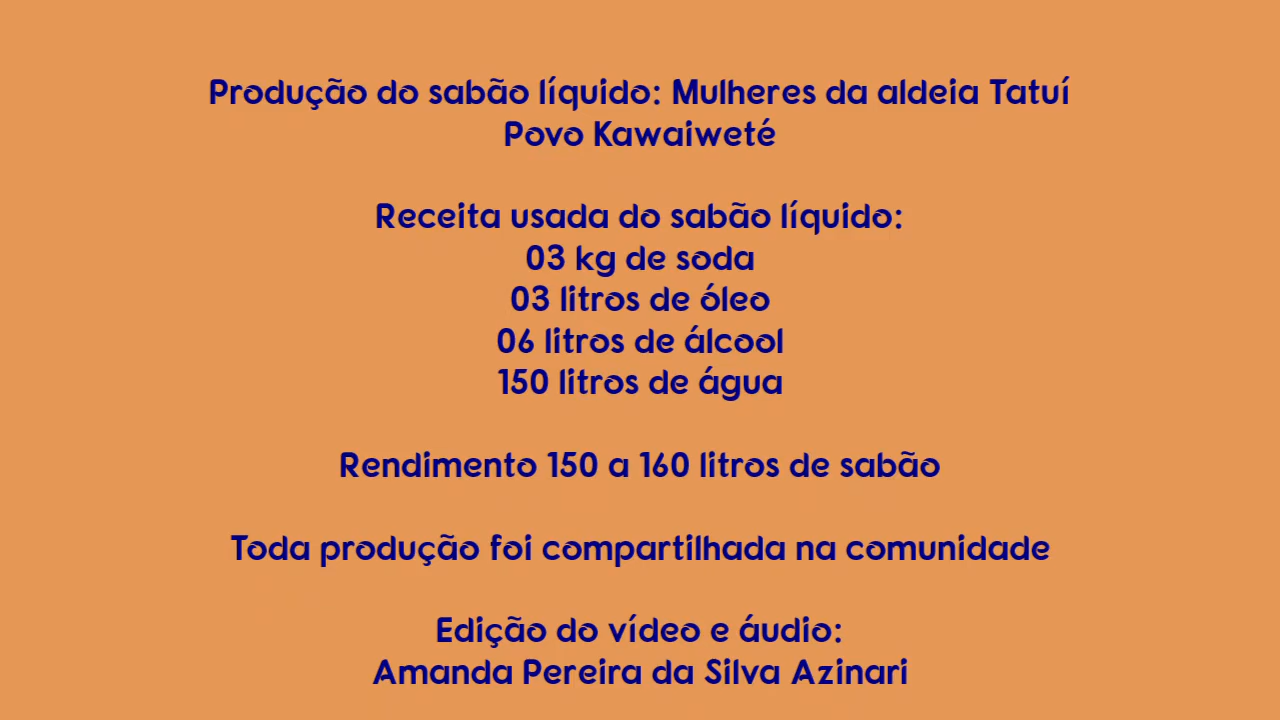 Produção do sabão líquido: Mulheres da aldeia Tatuí
Povo Kawaiweté
Receita usada do sabão líquido:
03 kg de soda
03 litros de óleo
06 litros de álcool
150 litros de água
Rendimento 150 a 160 litros de sabão
Toda produção foi compartilhada na comunidade
Edição do vídeo e áudio:
Amanda Pereira da Silva Azinari